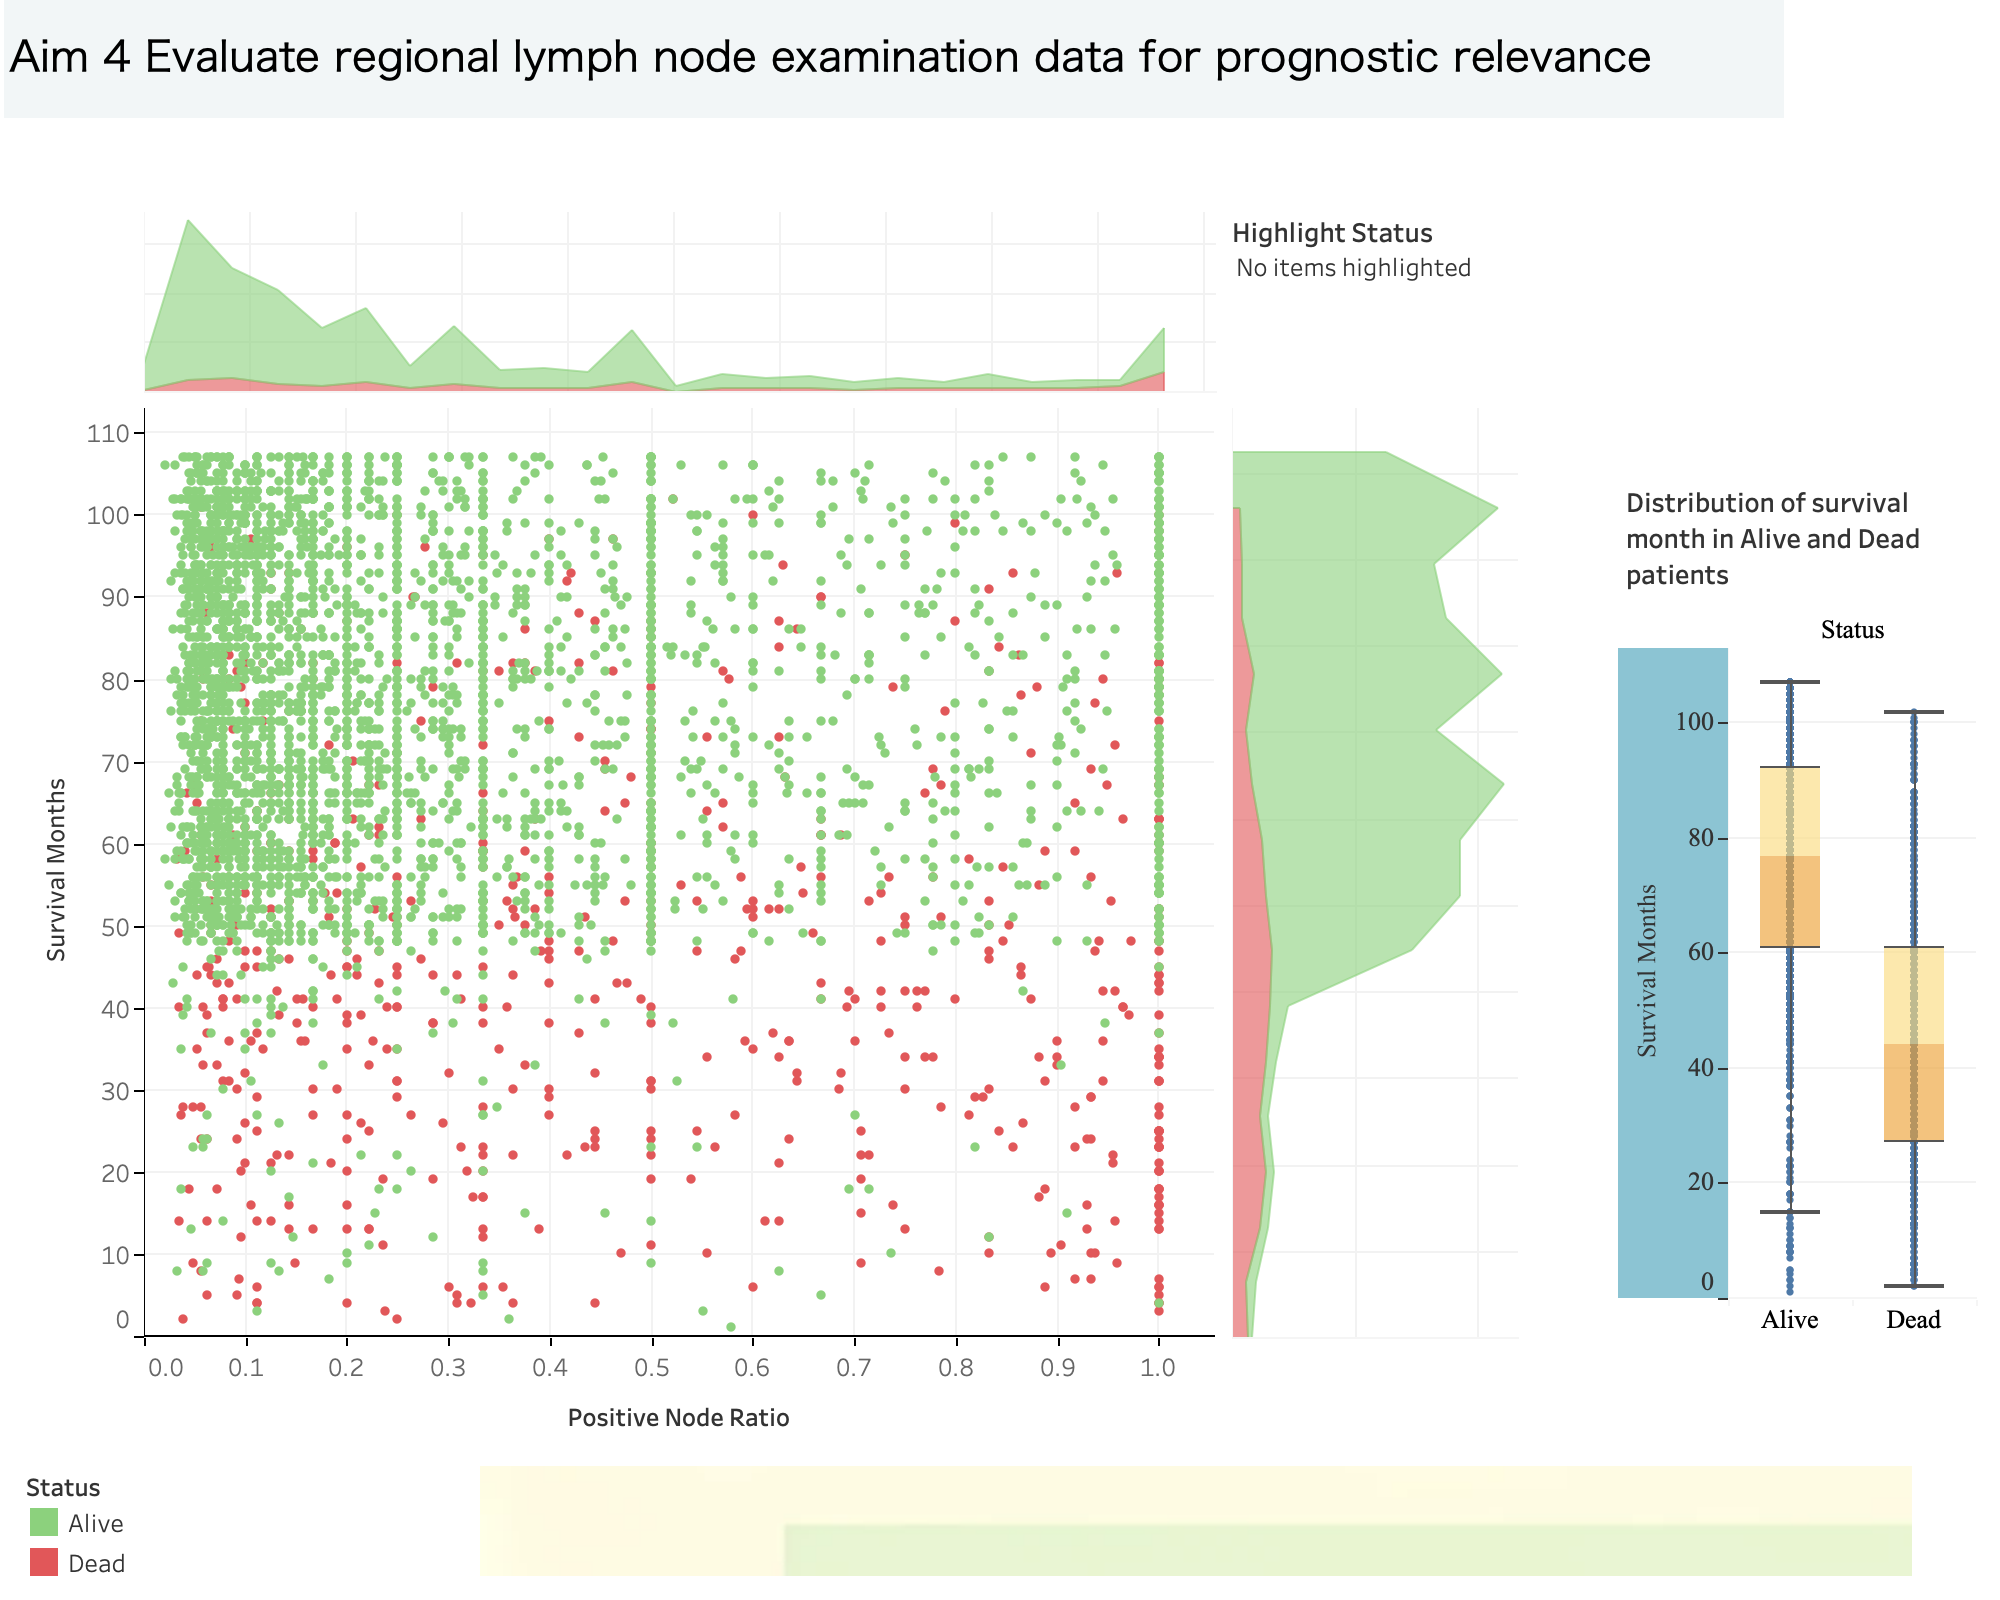 Aim 4 Evaluate regional lymph node examination data for prognostic relevance
Highlight Status
No items highlighted
110
100
90
80
70
60
50
40
30
20
10
0
Survival Months
0.0 0.1 0.2 0.3 0.4 0.5 0.6 0.7 0.8 0.9 1.0
Positive Node Ratio
Distribution of survival
month in Alive and Dead
patients
Status
100
80
60
40
20
0
Survival Months
Alive Dead
Status
Alive
Dead